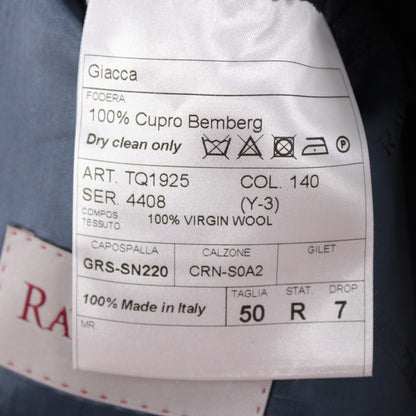 Giacca
FODERA
100% Cupro Bemberg
Dry clean only P
ART. TQ1925 COL. 140
SER. 4408 (Y-3)
COMPOS. TESSUTO 100% VIRGIN WOOL
CAPOSPALLA CALZONE GILET
GRS-SN220 CRN-S0A2
100% Made in Italy
TAGLIA STAT. DROP
50 R 7
MR
RA